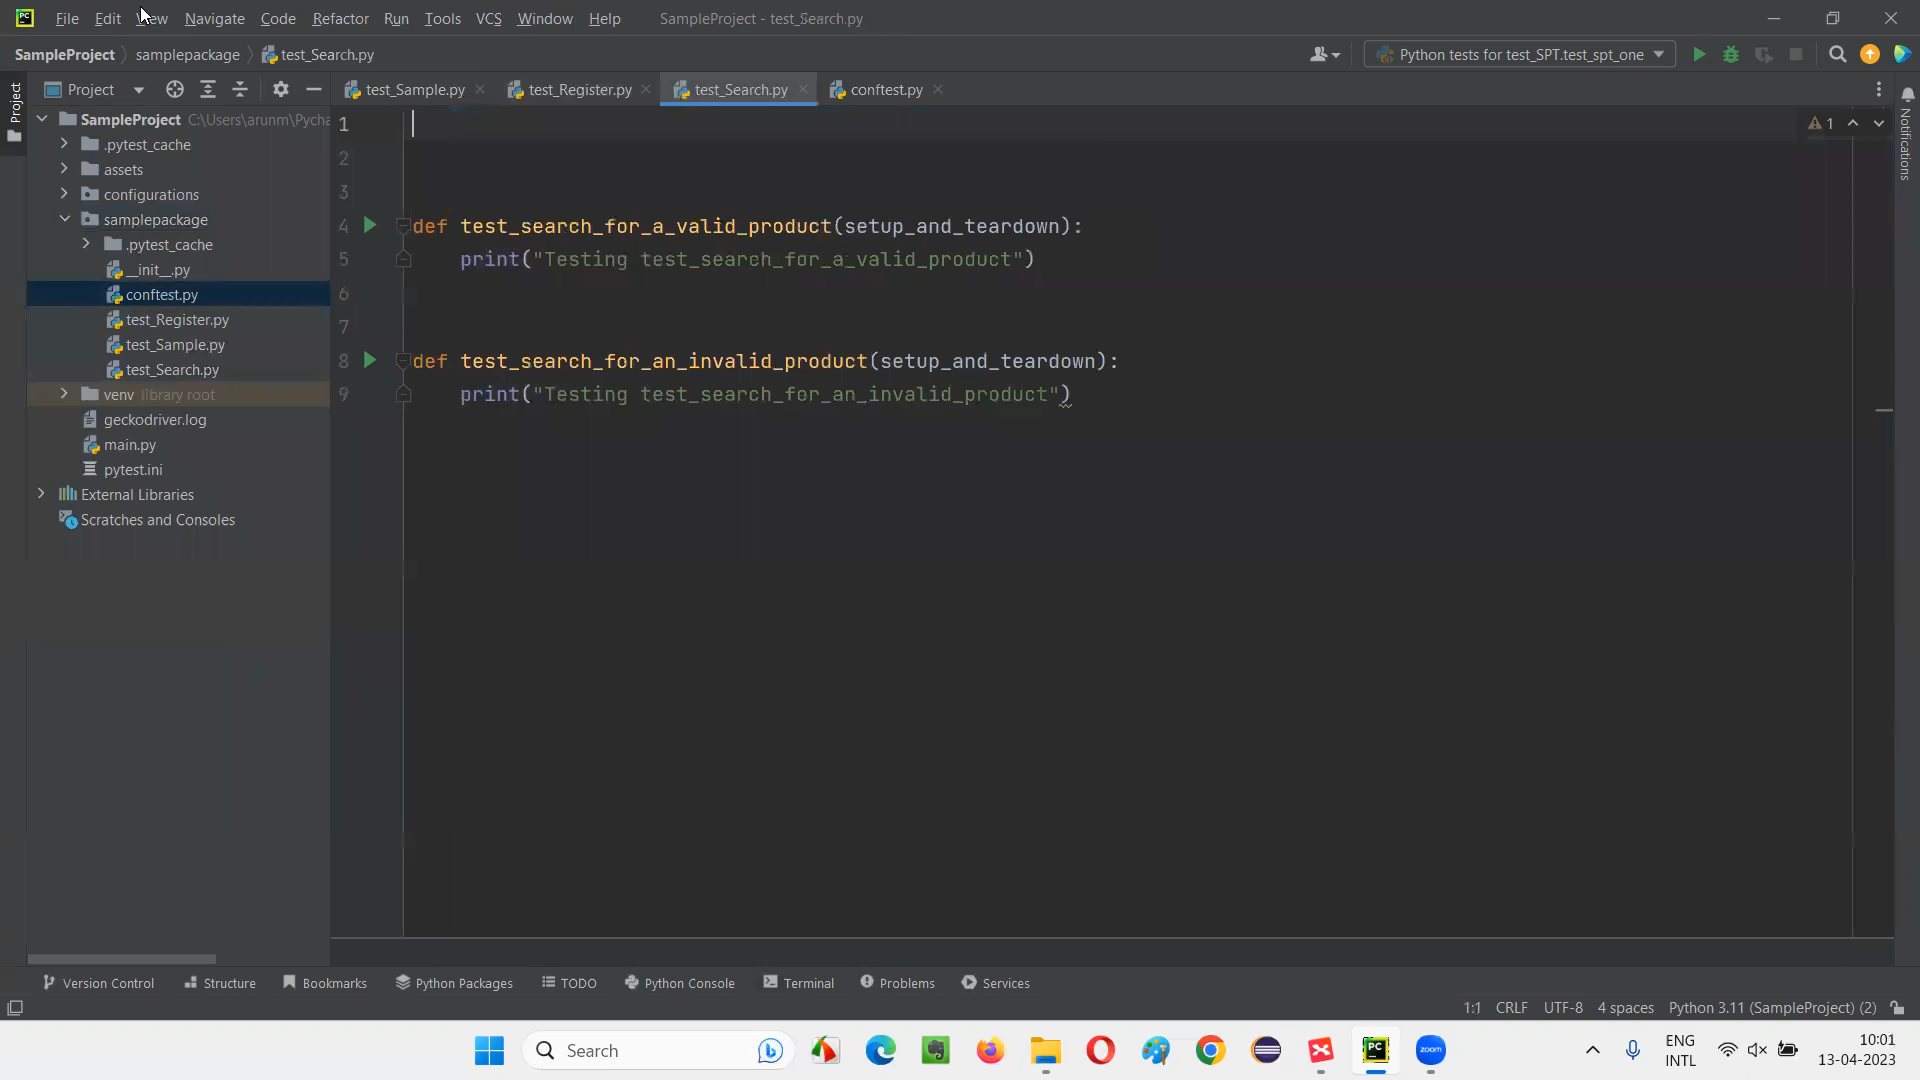 File Edit View Navigate Code Refactor Run Tools VCS Window Help SampleProject - test_Search.py
SampleProject samplepackage test_Search.py Python tests for test_SPT.test_spt_one
Project Project test_Sample.py test_Register.py test_Search.py conftest.py
SampleProject C:\Users\arunm\Pycha
.pytest_cache
assets
configurations
samplepackage
.pytest_cache
__init__.py
conftest.py
test_Register.py
test_Sample.py
test_Search.py
venv library root
geckodriver.log
main.py
pytest.ini
External Libraries
Scratches and Consoles
1
2
3
4 def test_search_for_a_valid_product(setup_and_teardown):
5 print("Testing test_search_for_a_valid_product")
6
7
8 def test_search_for_an_invalid_product(setup_and_teardown):
9 print("Testing test_search_for_an_invalid_product")
1
Notifications
Version Control Structure Bookmarks Python Packages TODO Python Console Terminal Problems Services
1:1 CRLF UTF-8 4 spaces Python 3.11 (SampleProject) (2)
Search
PC
zoom
ENG
INTL
10:01
13-04-2023